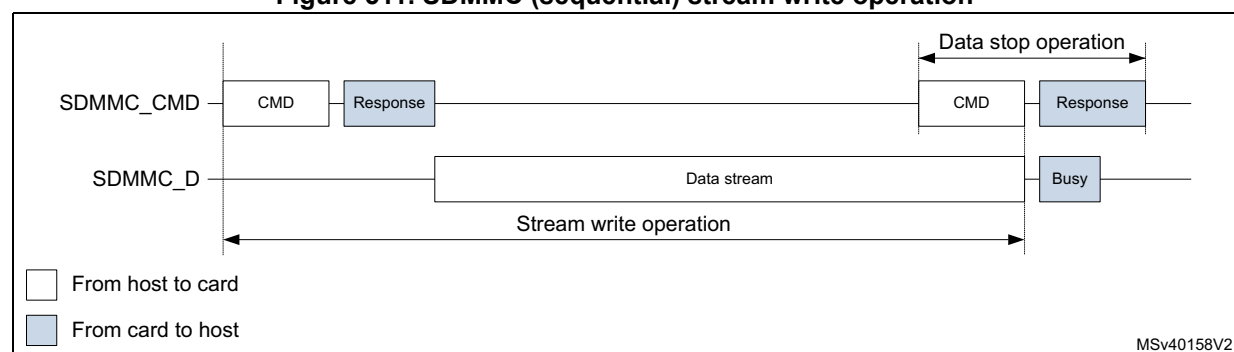 Data stop operation
SDMMC_CMD CMD Response CMD Response
SDMMC_D Data stream Busy
Stream write operation
From host to card
From card to host
MSv40158V2